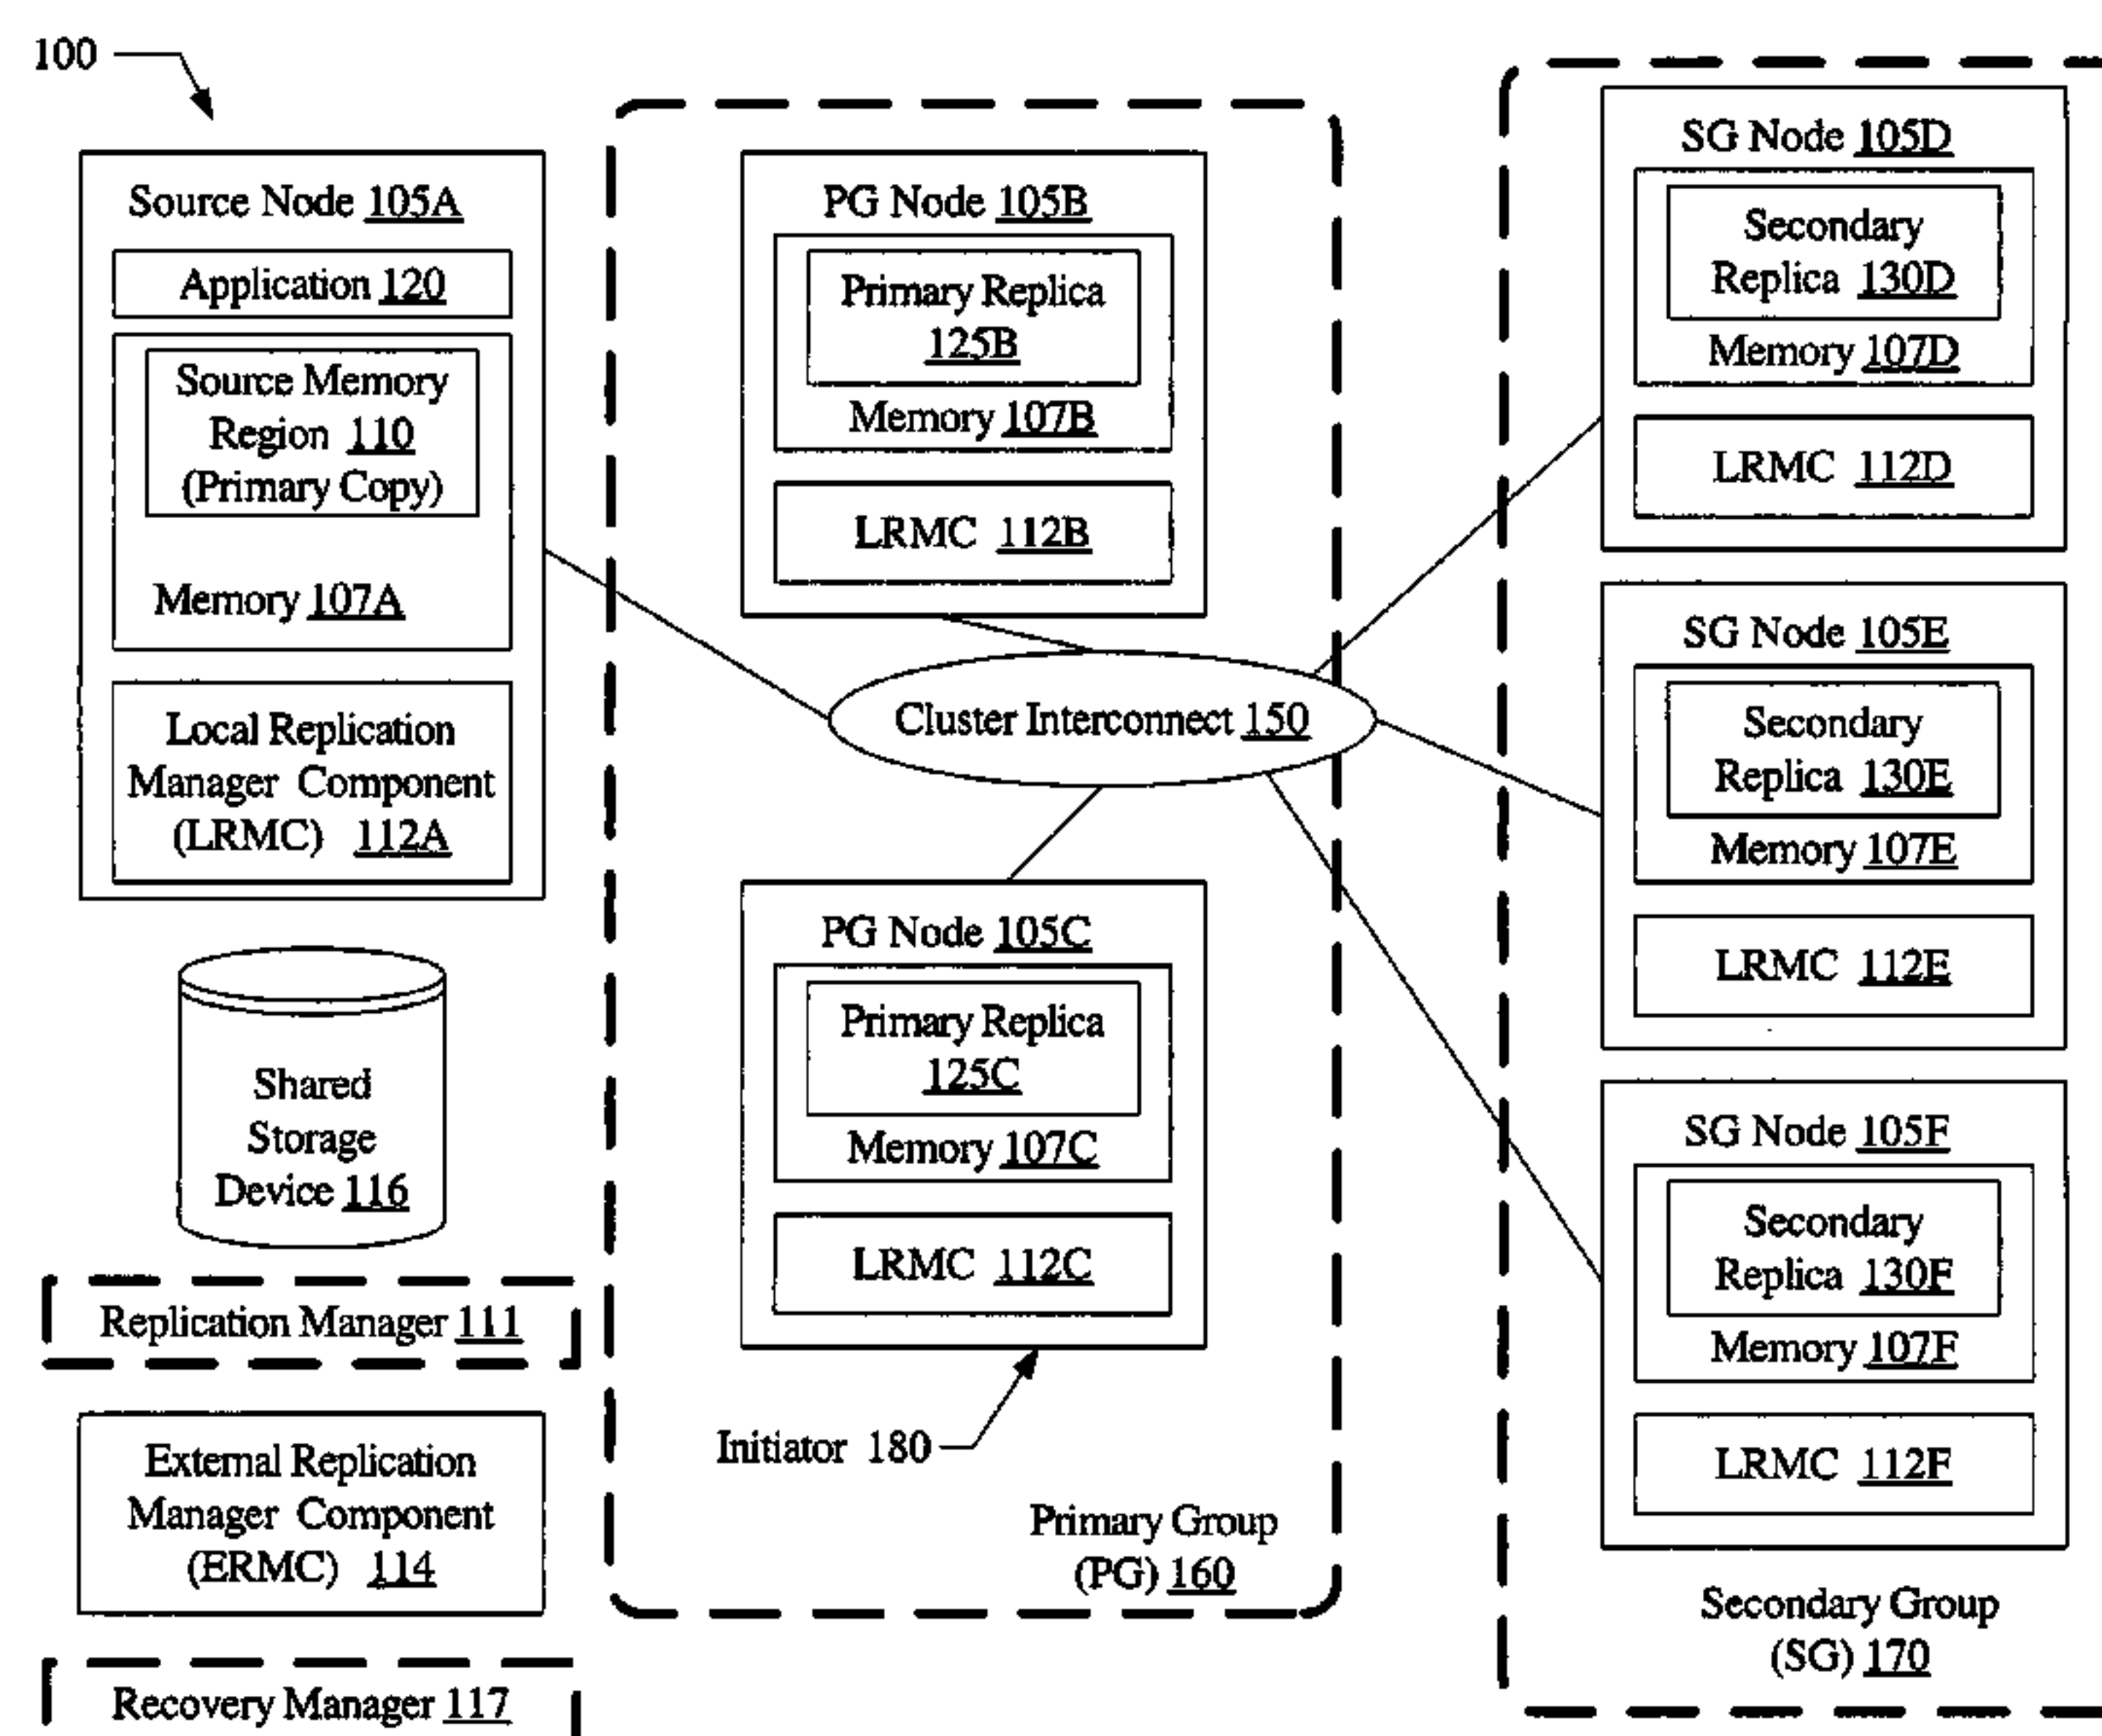 100
Source Node 105A
Application 120
Source Memory
Region 110
(Primary Copy)
Memory 107A
Local Replication
Manager Component
(LRMC) 112A
Shared
Storage
Device 116
Replication Manager 111
External Replication
Manager Component
(ERMC) 114
Recovery Manager 117
PG Node 105B
Primary Replica
125B
Memory 107B
LRMC 112B
Cluster Interconnect 150
PG Node 105C
Primary Replica
125C
Memory 107C
LRMC 112C
Initiator 180
Primary Group
(PG) 160
SG Node 105D
Secondary
Replica 130D
Memory 107D
LRMC 112D
SG Node 105E
Secondary
Replica 130E
Memory 107E
LRMC 112E
SG Node 105F
Secondary
Replica 130F
Memory 107F
LRMC 112F
Secondary Group
(SG) 170